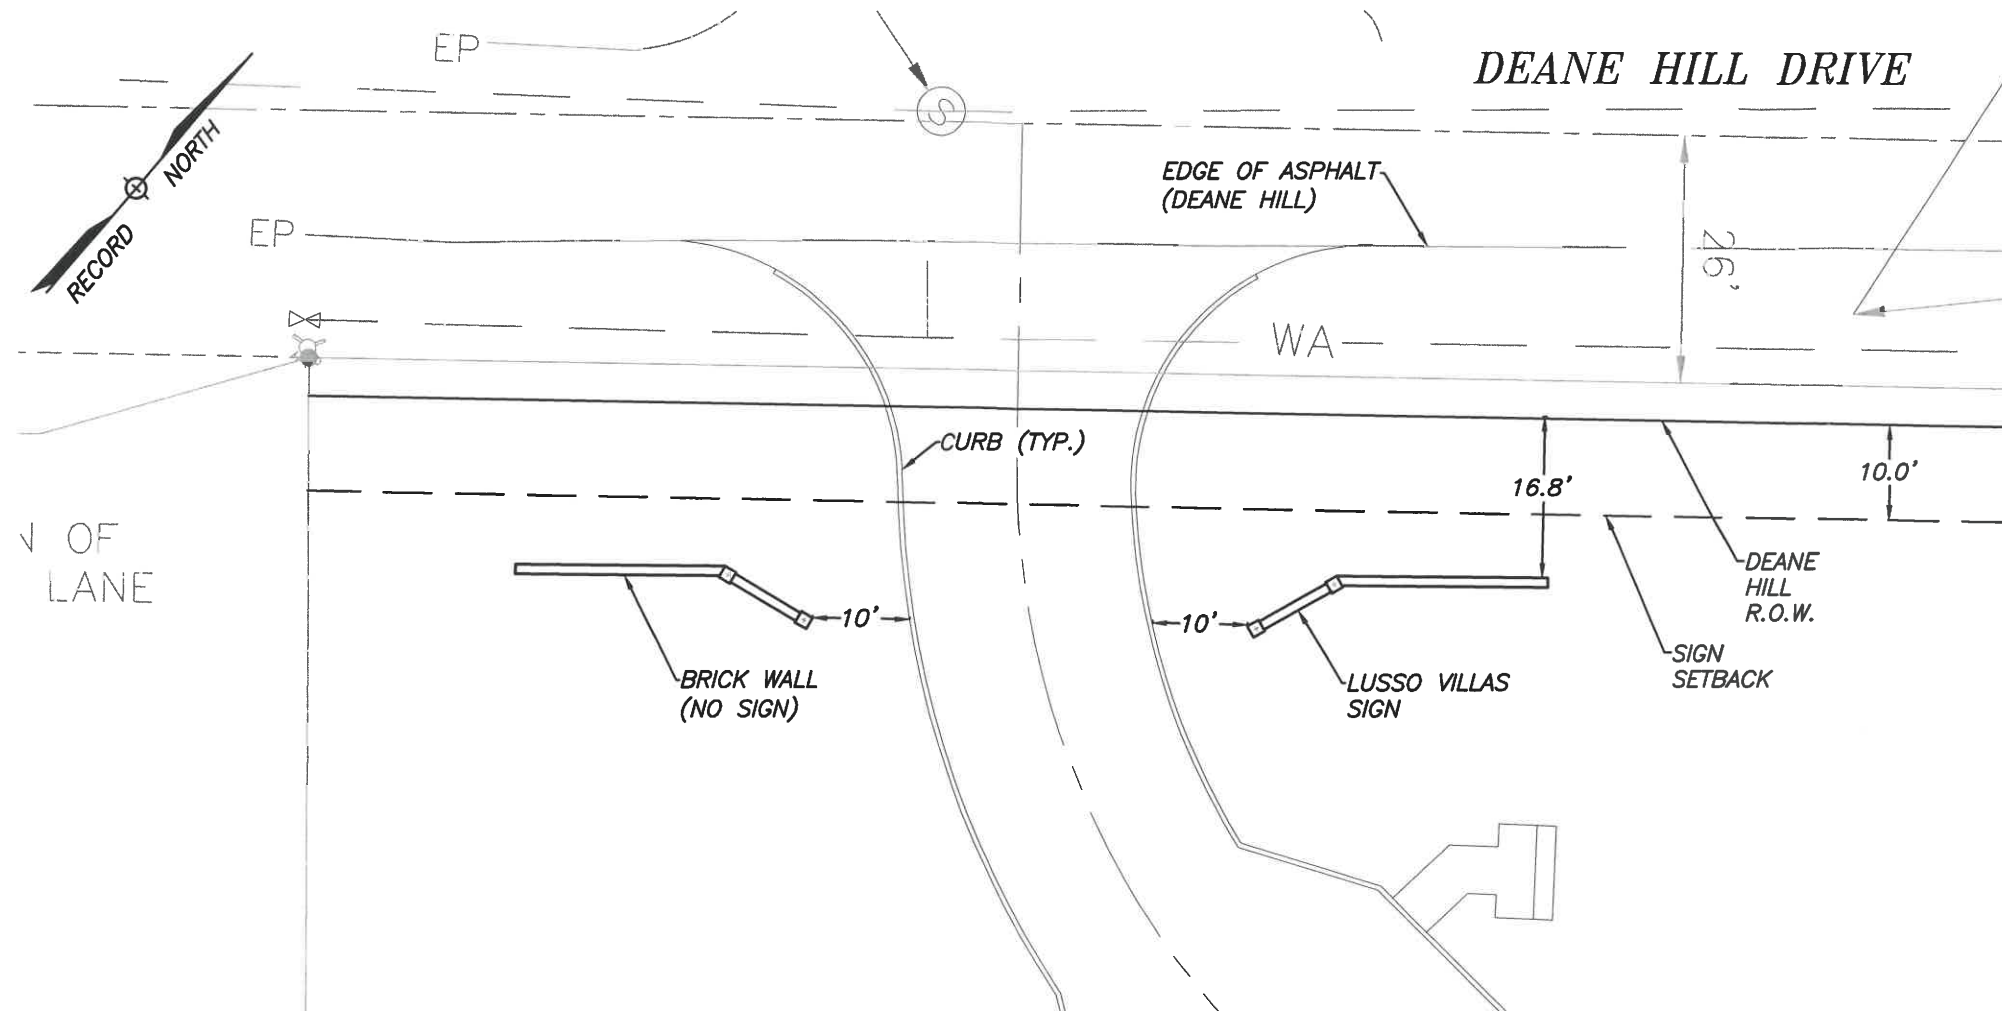 EP
DEANE HILL DRIVE
S
RECORD NORTH
EDGE OF ASPHALT
(DEANE HILL)
EP
26'
WA
CURB (TYP.)
16.8'
10.0'
OF
LANE
DEANE
HILL
R.O.W.
10'
10'
SIGN
SETBACK
BRICK WALL
(NO SIGN)
LUSSO VILLAS
SIGN